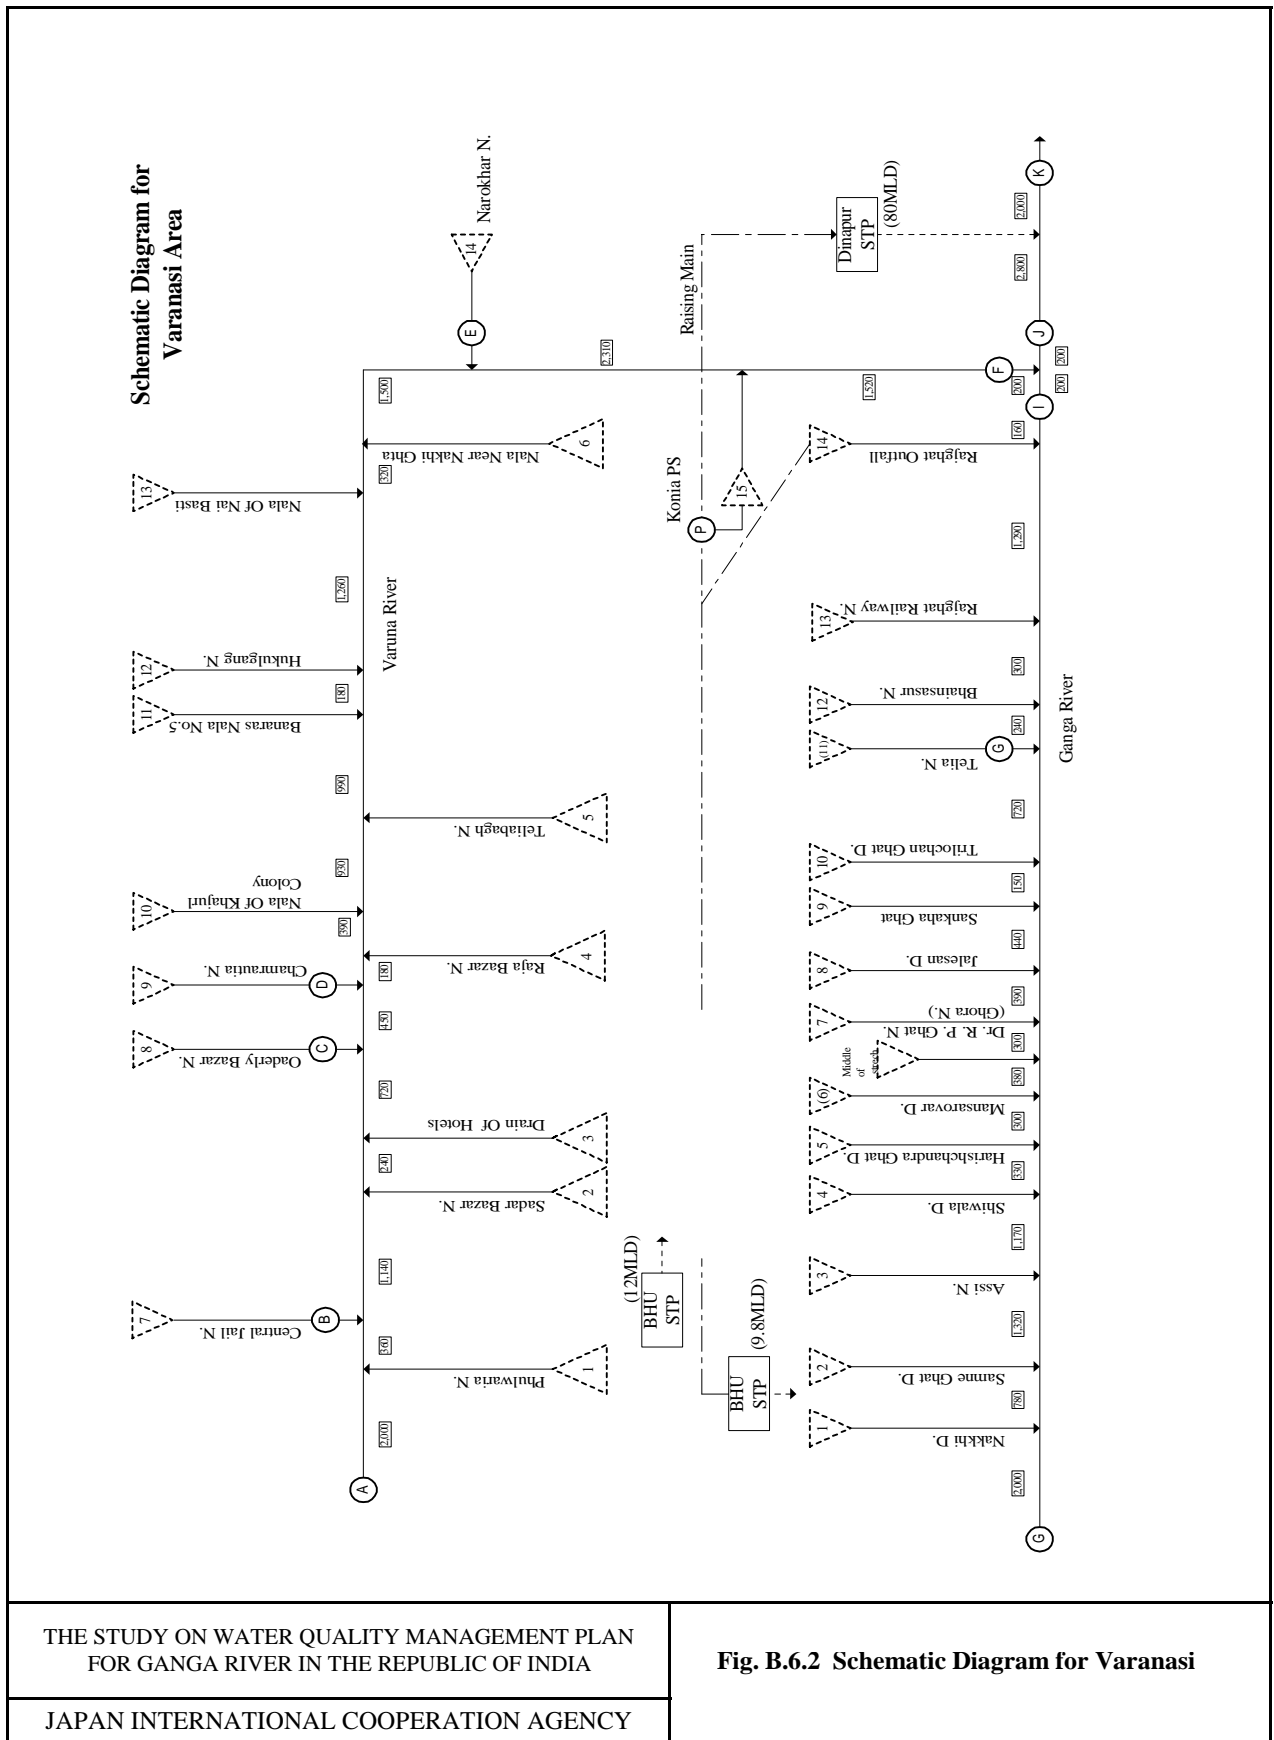 Schematic Diagram for
Varanasi Area
13
Nala Of Nai Basti
12
Hukulgang N.
11
Banaras Nala No.5
10
Nala Of Khajurl
Colony
9
Chamrautia N.
D
8
Oaderly Bazar N.
C
7
Central Jail N.
B
A
2,000
360
1,140
240
720
450
180
390
930
990
180
1,260
320
1,500
Varuna River
Phulwaria N.
1
Sadar Bazar N.
2
Drain Of Hotels
3
Raja Bazar N.
4
Teliabagh N.
5
Nala Near Nakhi Ghta
6
14
Narokhar N.
E
2,310
1,520
F
200
Raising Main
Konia PS
P
15
Dinapur
STP
(80MLD)
BHU
STP
(12MLD)
BHU
STP
(9.8MLD)
1
Nakkhi D.
2
Samne Ghat D.
3
Assi N.
4
Shiwala D.
5
Harishchandra Ghat D.
(6)
Mansarovar D.
Middle
of
strech
7
Dr. R. P. Ghat N.
(Ghora N.)
8
Jalesan D.
9
Sankaha Ghat
10
Trilochan Ghat D.
(11)
Telia N.
G
12
Bhainsasur N.
13
Rajghat Railway N.
14
Rajghat Outfall
G
2,000
780
1,320
1,170
330
300
380
300
390
440
150
720
240
300
1,290
160
I
200
200
J
2,800
2,000
K
Ganga River
THE STUDY ON WATER QUALITY MANAGEMENT PLAN
FOR GANGA RIVER IN THE REPUBLIC OF INDIA
JAPAN INTERNATIONAL COOPERATION AGENCY
Fig. B.6.2 Schematic Diagram for Varanasi